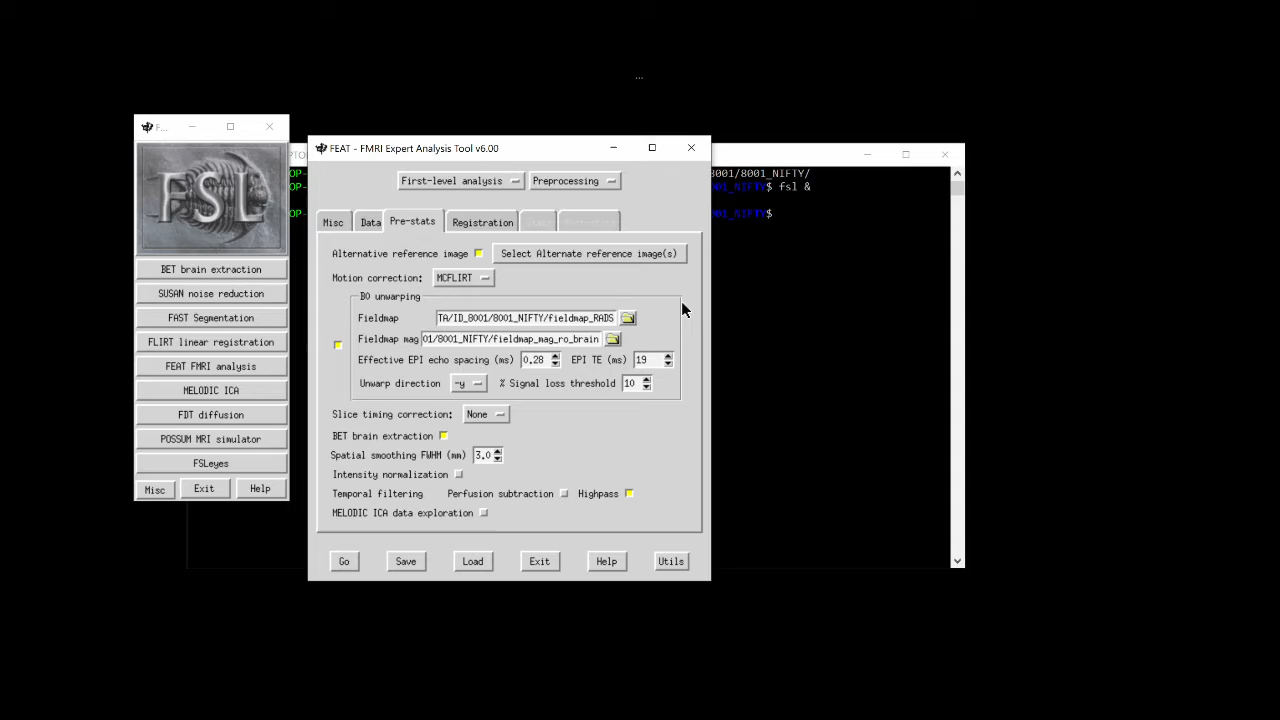 ...
F...
FEAT - FMRI Expert Analysis Tool v6.00
PTO
OP-
8001/8001_NIFTY/
OP-
001_NIFTY$ fsl &
OP-
001_NIFTY$
FSL
BET brain extraction
SUSAN noise reduction
FAST Segmentation
FLIRT linear registration
FEAT FMRI analysis
MELODIC ICA
FDT diffusion
POSSUM MRI simulator
FSLeyes
Misc Exit Help
First-level analysis Preprocessing
Misc Data Pre-stats Registration
Alternative reference image Select Alternate reference image(s)
Motion correction: MCFLIRT
B0 unwarping
Fieldmap TA/ID_8001/8001_NIFTY/fieldmap_RADS
Fieldmap mag 01/8001_NIFTY/fieldmap_mag_ro_brain
Effective EPI echo spacing (ms) 0.28 EPI TE (ms) 19
Unwarp direction -y % Signal loss threshold 10
Slice timing correction: None
BET brain extraction
Spatial smoothing FWHM (mm) 3.0
Intensity normalization
Temporal filtering Perfusion subtraction Highpass
MELODIC ICA data exploration
Go Save Load Exit Help Utils